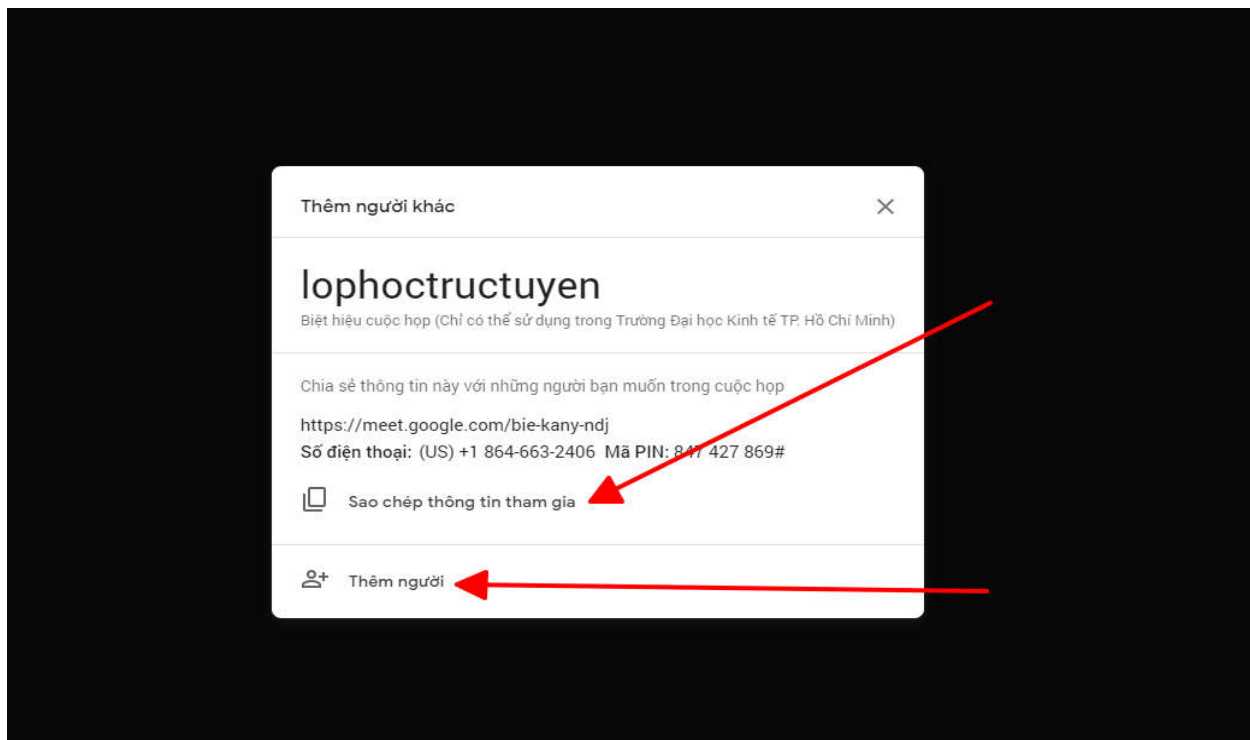 Thêm người khác
lophoctructuyen
Biệt hiệu cuộc họp (Chỉ có thể sử dụng trong Trường Đại học Kinh tế TP. Hồ Chí Minh)
Chia sẻ thông tin này với những người bạn muốn trong cuộc họp
https://meet.google.com/bie-kany-ndj
Số điện thoại: (US) +1 864-663-2406 Mã PIN: 847 427 869#
Sao chép thông tin tham gia
Thêm người